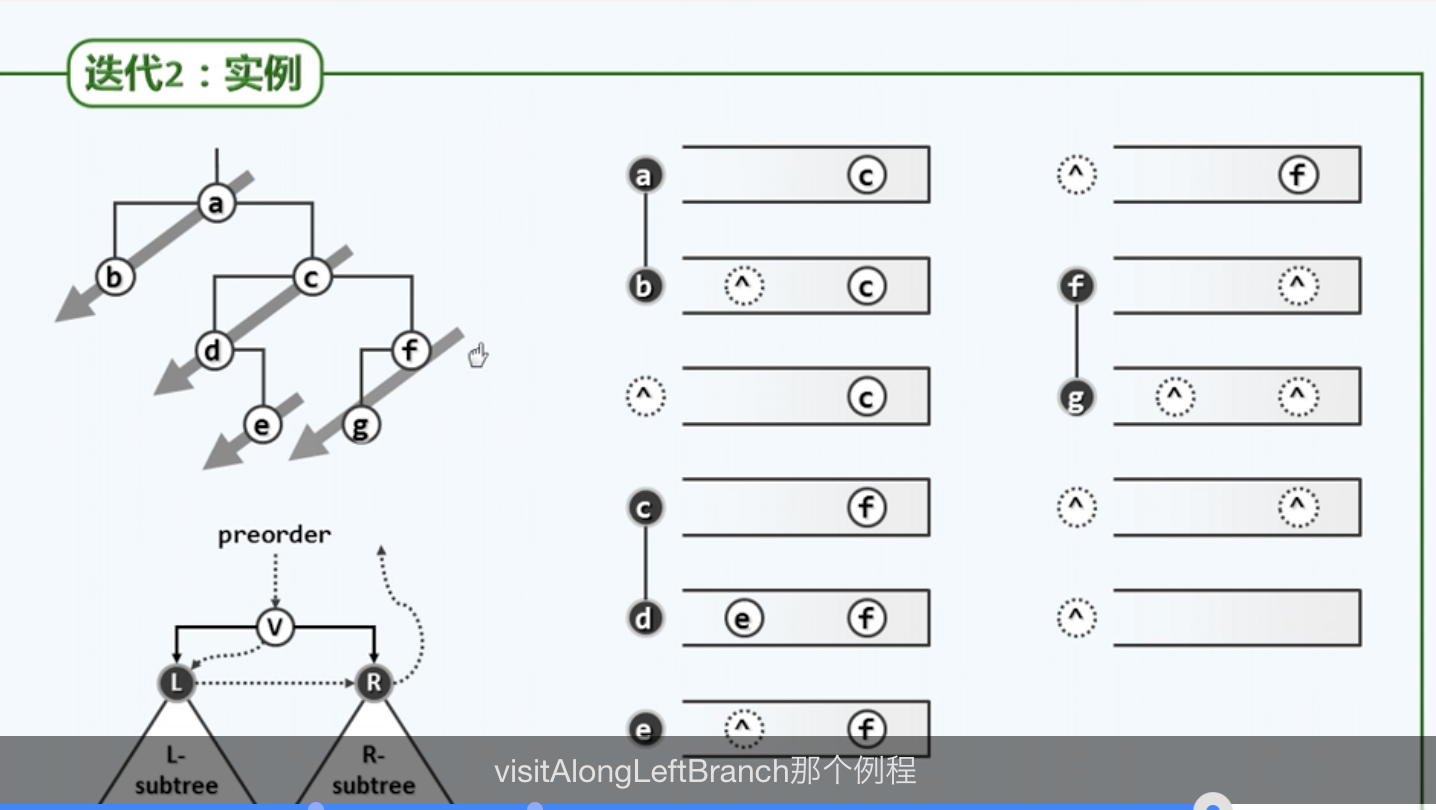 迭代2：实例
a
b c
d f
e g
preorder
V
L R
L-
subtree
R-
subtree
a c
b ^ c
^ c
c f
d e f
e ^ f
^ f
f ^
g ^ ^
^ ^
^
visitAlongLeftBranch那个例程